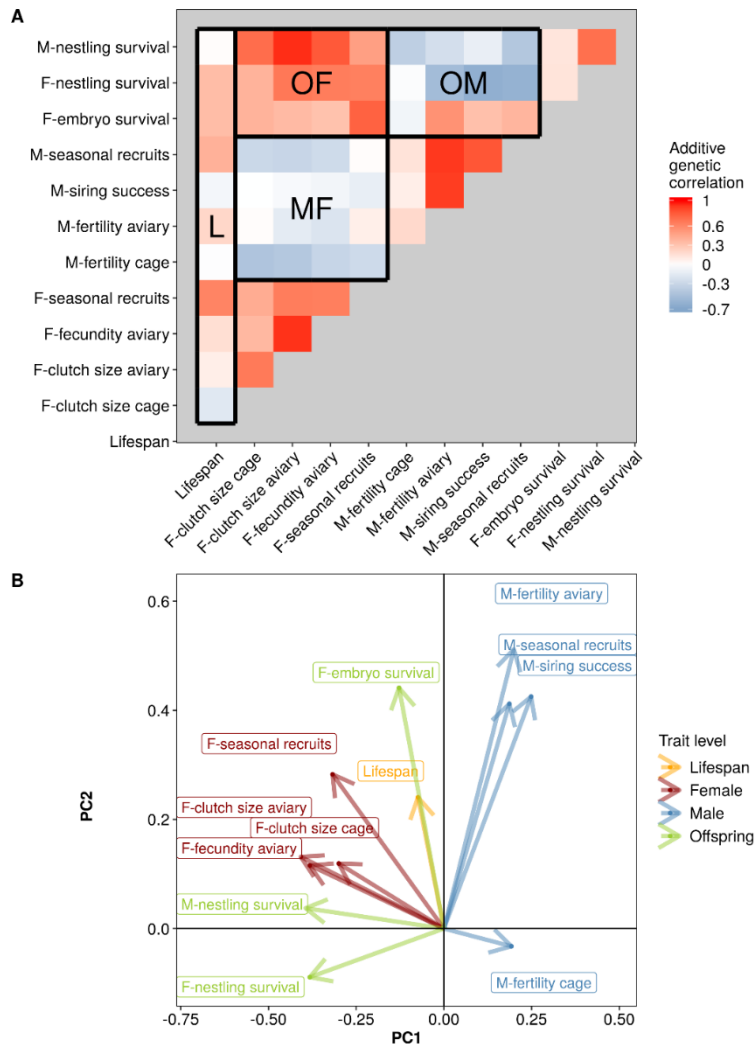 A
M-nestling survival
F-nestling survival
F-embryo survival
M-seasonal recruits
M-siring success
M-fertility aviary
M-fertility cage
F-seasonal recruits
F-fecundity aviary
F-clutch size aviary
F-clutch size cage
Lifespan
OF
OM
MF
L
Lifespan
F-clutch size cage
F-clutch size aviary
F-fecundity aviary
F-seasonal recruits
M-fertility cage
M-fertility aviary
M-siring success
M-seasonal recruits
F-embryo survival
F-nestling survival
M-nestling survival
Additive
genetic
correlation
1
0.6
0.3
0
-0.3
-0.7
B
PC2
0.6
0.4
0.2
0.0
M-fertility aviary
M-seasonal recruits
M-siring success
F-embryo survival
F-seasonal recruits
Lifespan
F-clutch size aviary
F-clutch size cage
F-fecundity aviary
M-nestling survival
F-nestling survival
M-fertility cage
-0.75
-0.50
-0.25
0.00
0.25
0.50
PC1
Trait level
Lifespan
Female
Male
Offspring